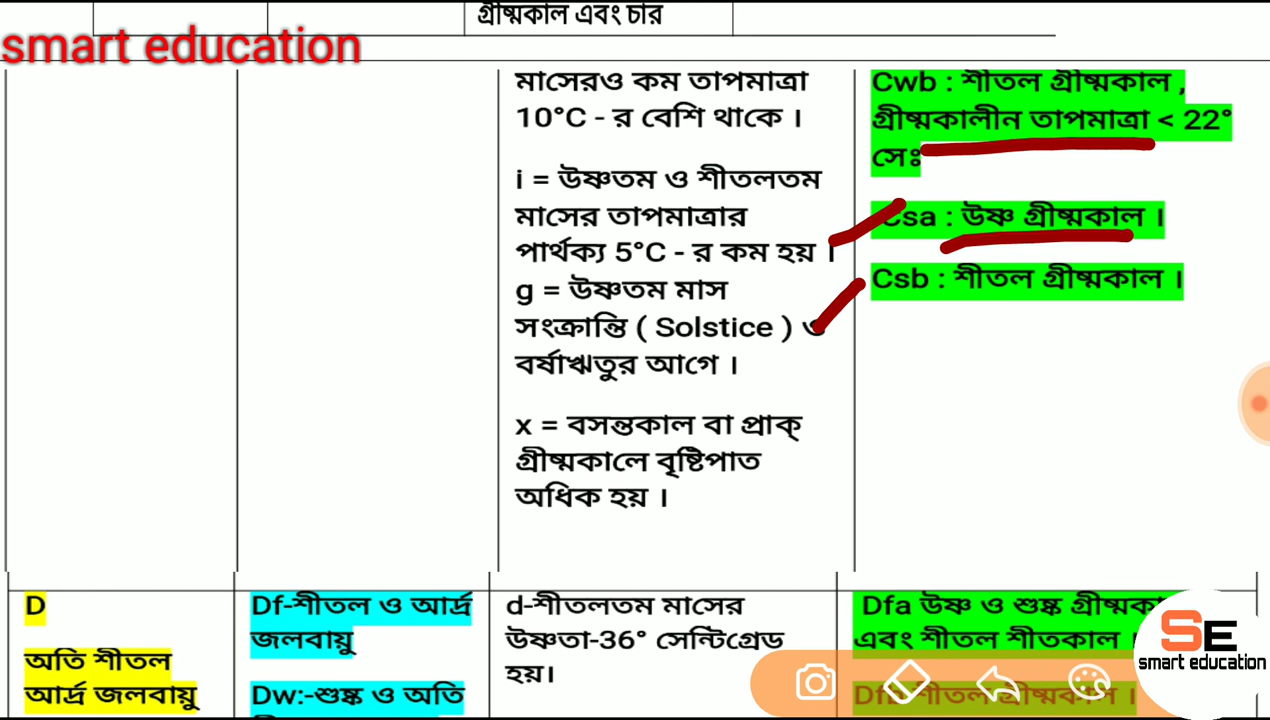 গ্রীষ্মকাল এবং চার
smart education
মাসেরও কম তাপমাত্রা
10°C - র বেশি থাকে ।
i = উষ্ণতম ও শীতলতম
মাসের তাপমাত্রার
পার্থক্য 5°C - র কম হয় ।
g = উষ্ণতম মাস
সংক্রান্তি ( Solstice ) ও
বর্ষাঋতুর আগে ।
x = বসন্তকাল বা প্রাক্
গ্রীষ্মকালে বৃষ্টিপাত
অধিক হয় ।
Cwb : শীতল গ্রীষ্মকাল ,
গ্রীষ্মকালীন তাপমাত্রা < 22°
সেঃ
Csa : উষ্ণ গ্রীষ্মকাল ।
Csb : শীতল গ্রীষ্মকাল ।
D
অতি শীতল
আর্দ্র জলবায়ু
Df-শীতল ও আর্দ্র
জলবায়ু
Dw:-শুষ্ক ও অতি
d-শীতলতম মাসের
উষ্ণতা-36° সেন্টিগ্রেড
হয়।
Dfa উষ্ণ ও শুষ্ক
এবং শীতল শীতকাল ।
Dfb শীতল গ্রীষ্মকাল ।
SE
smart education